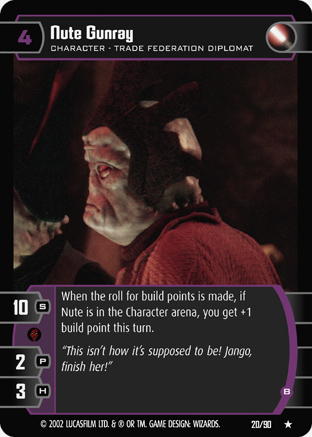 4 Nute Gunray
CHARACTER - TRADE FEDERATION DIPLOMAT
10 S
When the roll for build points is made, if
Nute is in the Character arena, you get +1
build point this turn.
2 P
“This isn’t how it’s supposed to be! Jango,
finish her!”
3 H
B
© 2002 LUCASFILM LTD. & ® OR TM. GAME DESIGN: WIZARDS. 20/90 ★